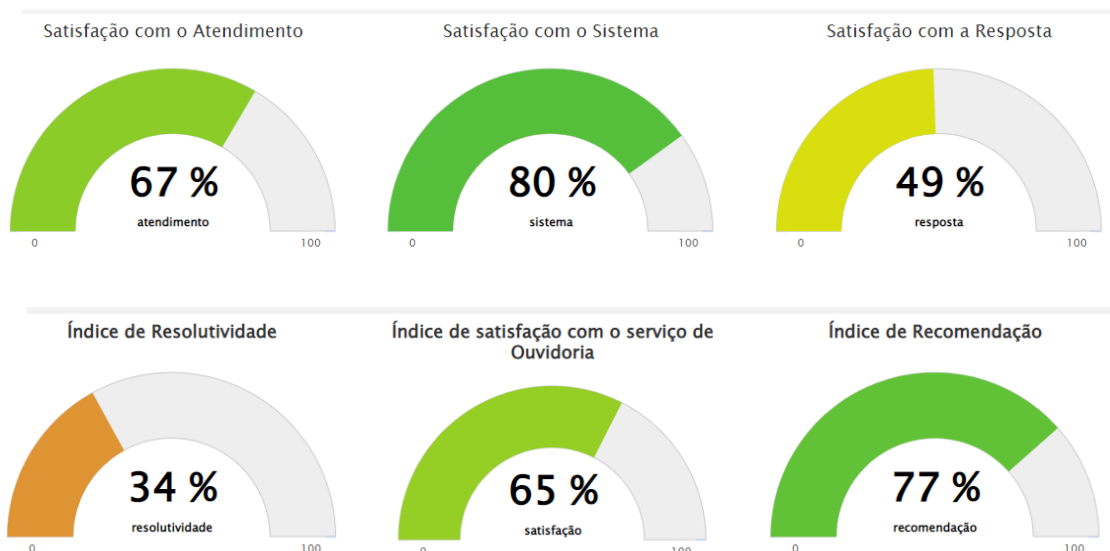 Satisfação com o Atendimento
67 %
atendimento
0
100
Satisfação com o Sistema
80 %
sistema
0
100
Satisfação com a Resposta
49 %
resposta
0
100
Índice de Resolutividade
34 %
resolutividade
0
100
Índice de satisfação com o serviço de
Ouvidoria
65 %
satisfação
0
100
Índice de Recomendação
77 %
recomendação
0
100